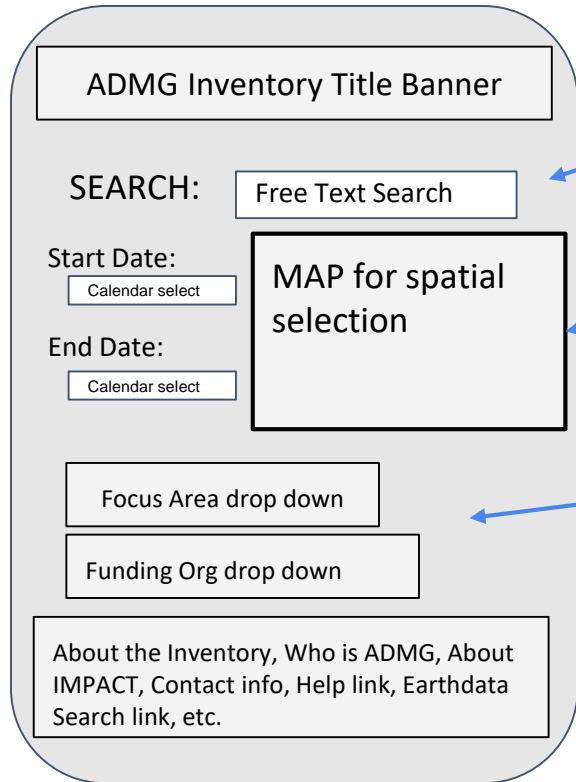 ADMG Inventory Title Banner
SEARCH:
Free Text Search
Start Date:
Calendar select
MAP for spatial
selection
End Date:
Calendar select
Focus Area drop down
Funding Org drop down
About the Inventory, Who is ADMG, About
IMPACT, Contact info, Help link, Earthdata
Search link, etc.